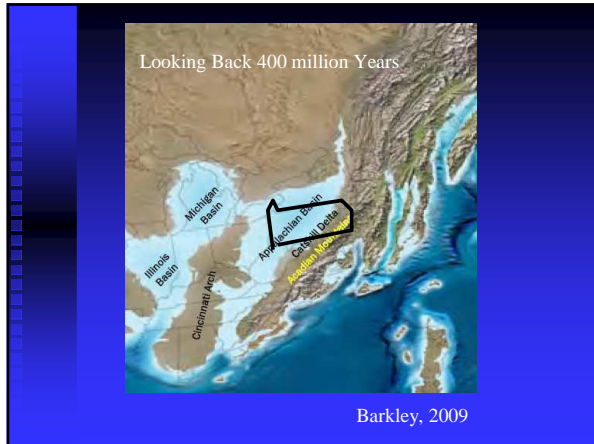 Looking Back 400 million Years
Michigan
Basin
Appalachian Basin
Catskill Delta
Acadian Mountains
Illinois
Basin
Cincinnati Arch
Barkley, 2009